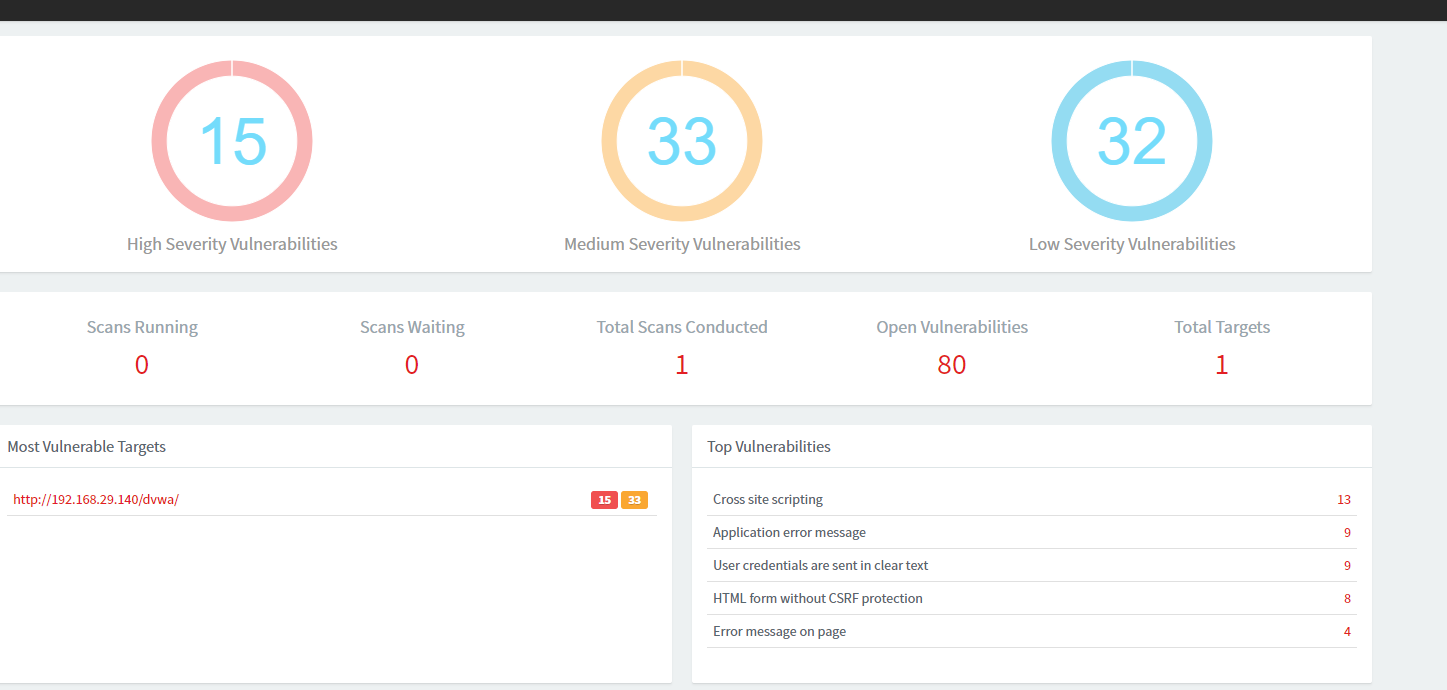 15 33 32
High Severity Vulnerabilities Medium Severity Vulnerabilities Low Severity Vulnerabilities
Scans Running Scans Waiting Total Scans Conducted Open Vulnerabilities Total Targets
0 0 1 80 1
Most Vulnerable Targets
http://192.168.29.140/dvwa/ 15 33
Top Vulnerabilities
Cross site scripting 13
Application error message 9
User credentials are sent in clear text 9
HTML form without CSRF protection 8
Error message on page 4